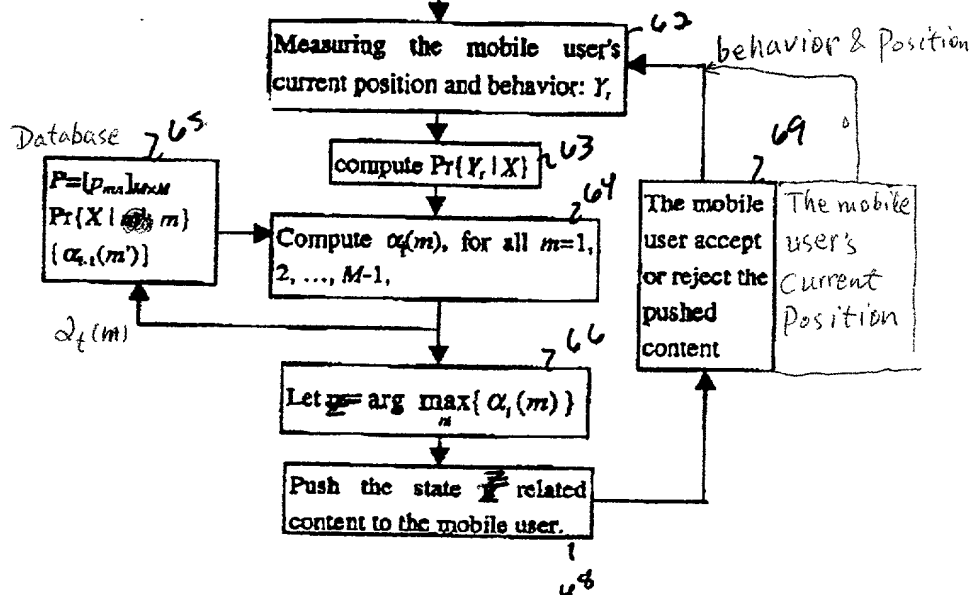 62
Measuring the mobile user's
current position and behavior: Yt
behavior & Position
Database
65
P=[pmn]M×M
Pr{X | m}
{αt-1(m')}
63
compute Pr{Yt | X}
64
Compute αt(m), for all m=1,
2, ..., M-1,
69
The mobile
user accept
or reject the
pushed
content
The mobile
user's
Current
Position
αt(m)
66
Let = arg max{αt(m)}
m
Push the state related
content to the mobile user.
68